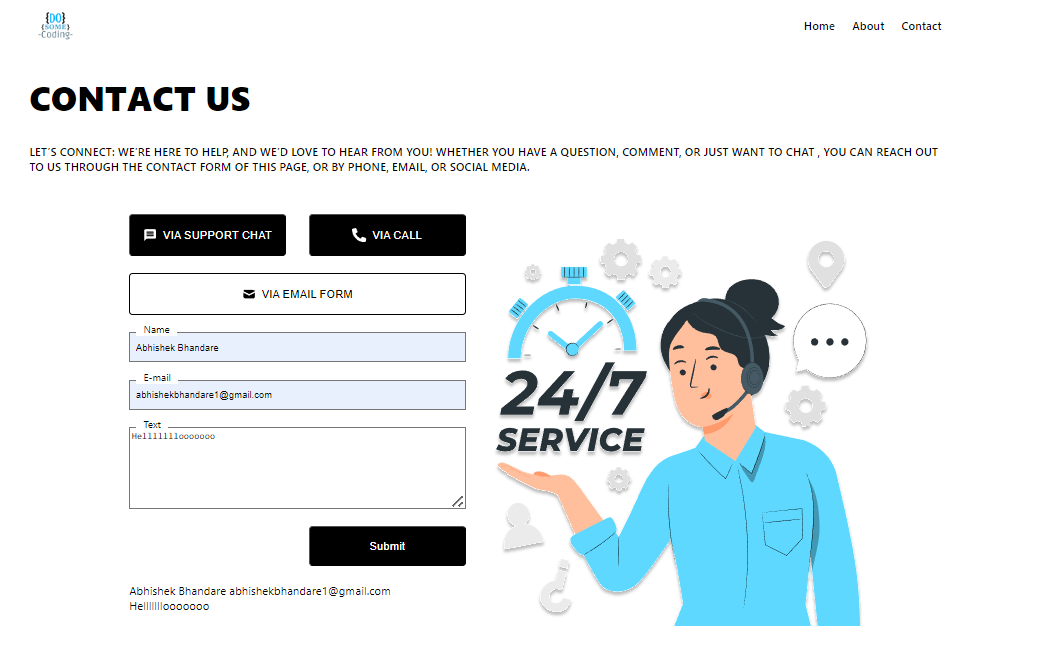 {DO}
{SOME}
-Coding-
Home About Contact
CONTACT US
LET'S CONNECT: WE'RE HERE TO HELP, AND WE'D LOVE TO HEAR FROM YOU! WHETHER YOU HAVE A QUESTION, COMMENT, OR JUST WANT TO CHAT , YOU CAN REACH OUT
TO US THROUGH THE CONTACT FORM OF THIS PAGE, OR BY PHONE, EMAIL, OR SOCIAL MEDIA.
VIA SUPPORT CHAT VIA CALL
VIA EMAIL FORM
Name
Abhishek Bhandare
E-mail
abhishekbhandare1@gmail.com
Text
Helllllllooooooo
Submit
Abhishek Bhandare abhishekbhandare1@gmail.com
Helllllllooooooo
24/7
SERVICE